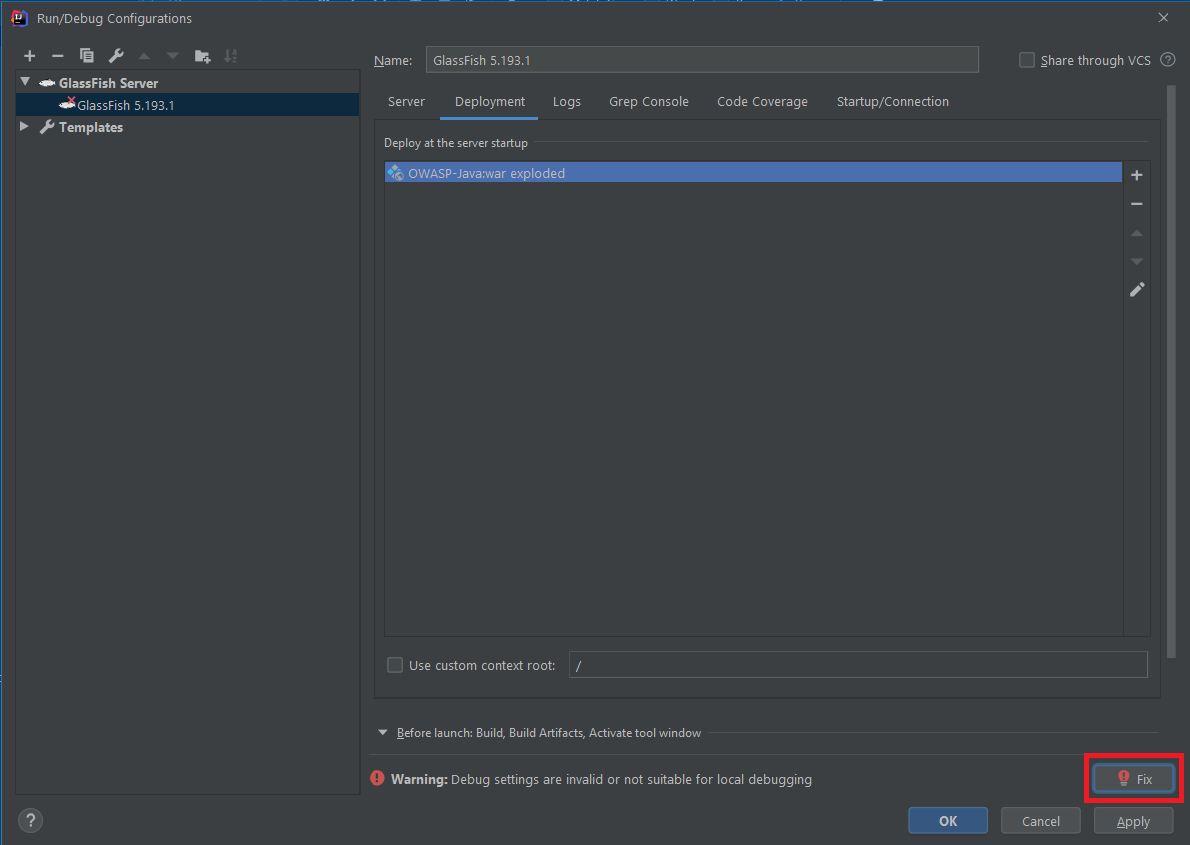 Run/Debug Configurations
Name: GlassFish 5.193.1 Share through VCS ?
GlassFish Server
GlassFish 5.193.1
Templates
Server Deployment Logs Grep Console Code Coverage Startup/Connection
Deploy at the server startup
OWASP-Java:war exploded
Use custom context root: /
Before launch: Build, Build Artifacts, Activate tool window
Warning: Debug settings are invalid or not suitable for local debugging
Fix
? OK Cancel Apply